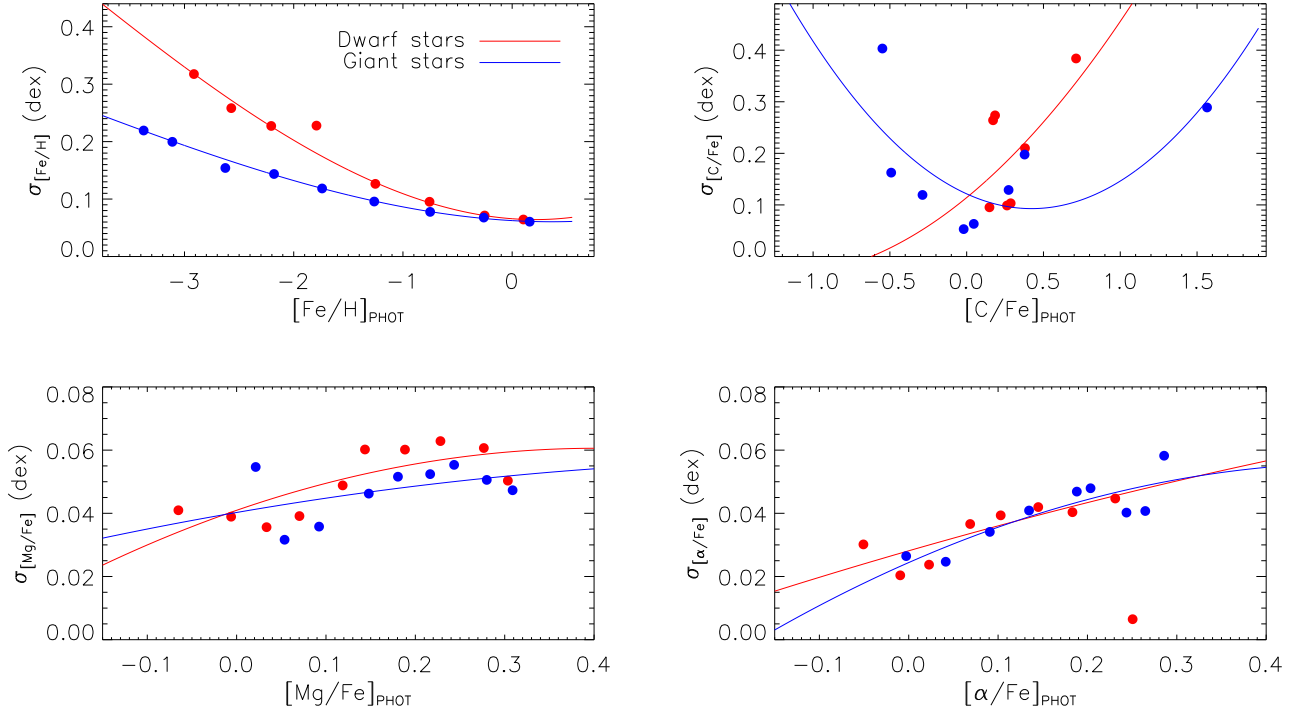 0.4
0.3
0.2
0.1
0.0
σ[Fe/H] (dex)
Dwarf stars
Giant stars
−3 −2 −1 0
[Fe/H]PHOT
0.4
0.3
0.2
0.1
0.0
σ[C/Fe] (dex)
−1.0 −0.5 0.0 0.5 1.0 1.5
[C/Fe]PHOT
0.08
0.06
0.04
0.02
0.00
σ[Mg/Fe] (dex)
−0.1 0.0 0.1 0.2 0.3 0.4
[Mg/Fe]PHOT
0.08
0.06
0.04
0.02
0.00
σ[α/Fe] (dex)
−0.1 0.0 0.1 0.2 0.3 0.4
[α/Fe]PHOT